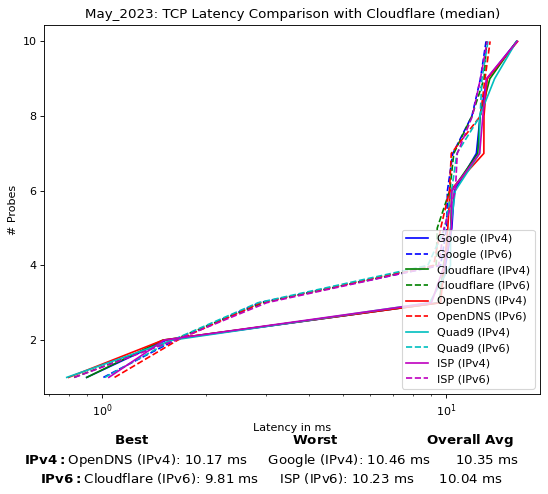 May_2023: TCP Latency Comparison with Cloudflare (median)
# Probes
10
8
6
4
2
Google (IPv4)
Google (IPv6)
Cloudflare (IPv4)
Cloudflare (IPv6)
OpenDNS (IPv4)
OpenDNS (IPv6)
Quad9 (IPv4)
Quad9 (IPv6)
ISP (IPv4)
ISP (IPv6)
10⁰ 10¹
Latency in ms
Best Worst Overall Avg
IPv4: OpenDNS (IPv4): 10.17 ms Google (IPv4): 10.46 ms 10.35 ms
IPv6: Cloudflare (IPv6): 9.81 ms ISP (IPv6): 10.23 ms 10.04 ms